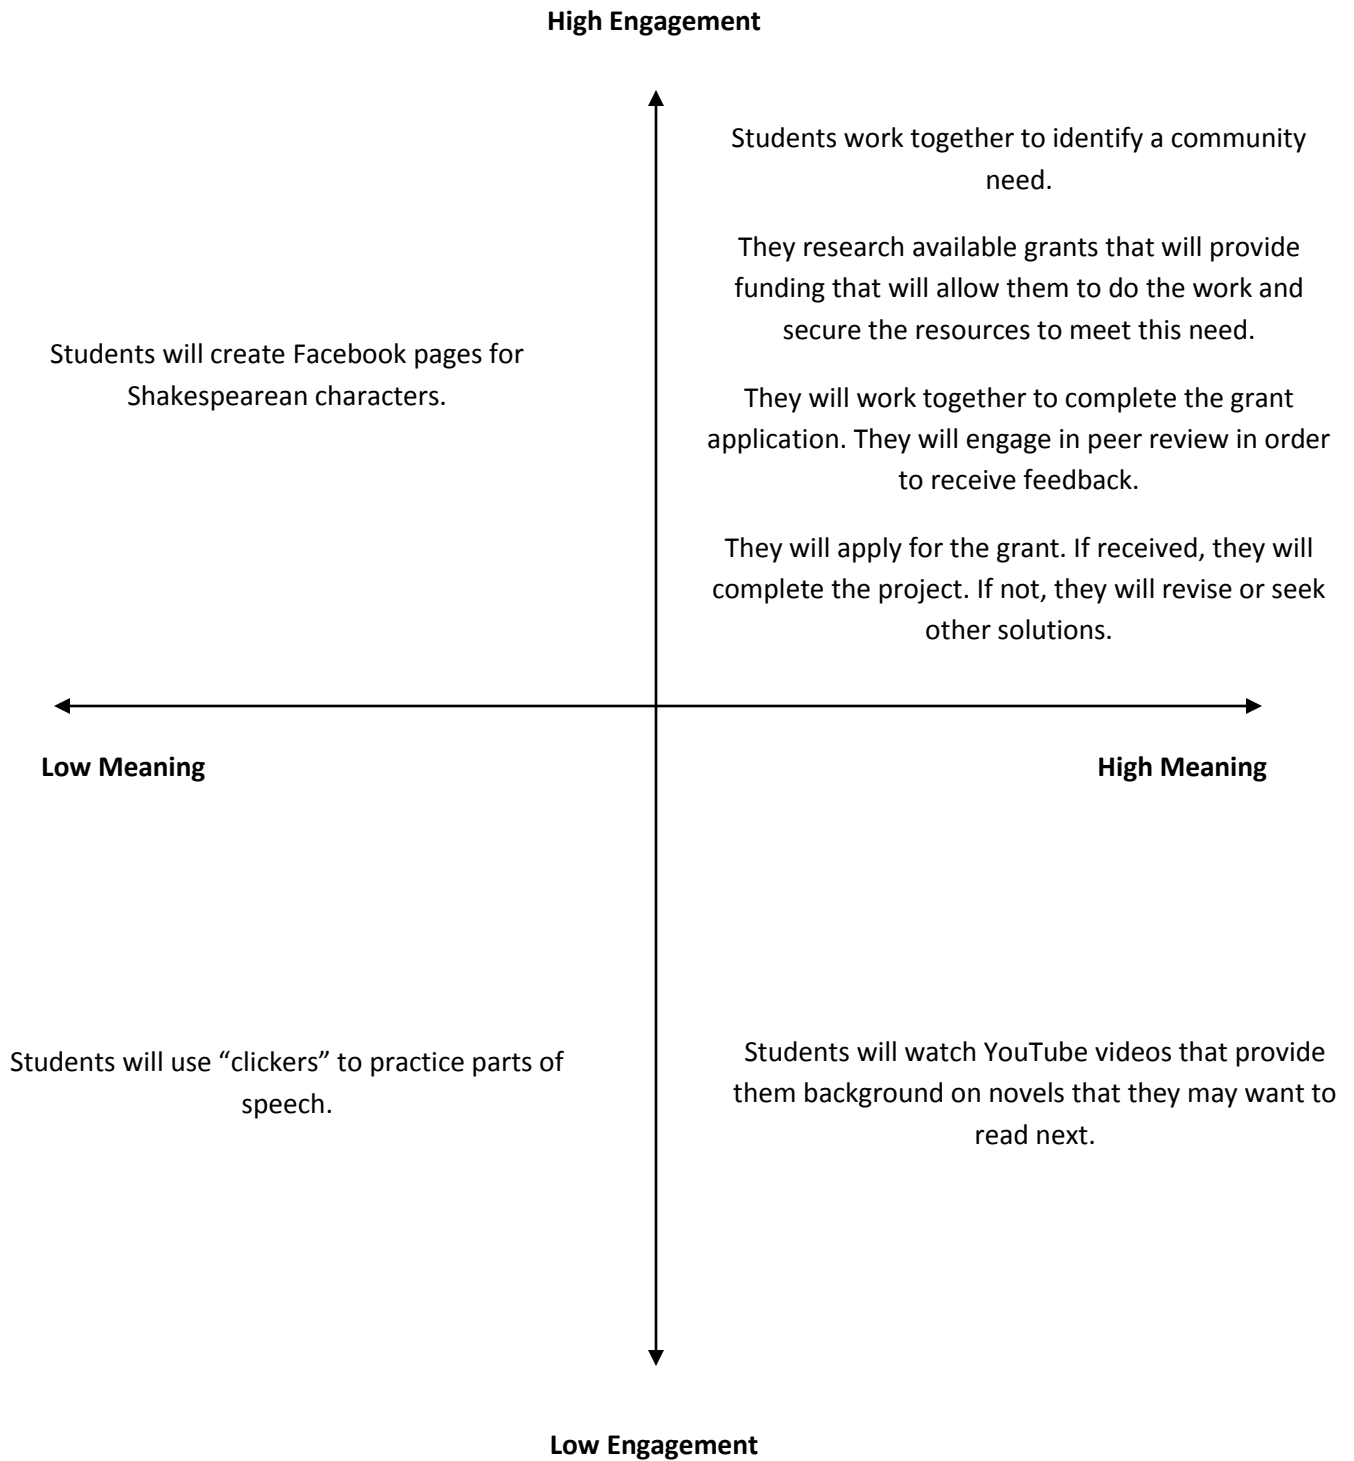 High Engagement
Students work together to identify a community
need.
They research available grants that will provide
funding that will allow them to do the work and
secure the resources to meet this need.
Students will create Facebook pages for
Shakespearean characters.
They will work together to complete the grant
application. They will engage in peer review in order
to receive feedback.
They will apply for the grant. If received, they will
complete the project. If not, they will revise or seek
other solutions.
Low Meaning
High Meaning
Students will use “clickers” to practice parts of
speech.
Students will watch YouTube videos that provide
them background on novels that they may want to
read next.
Low Engagement